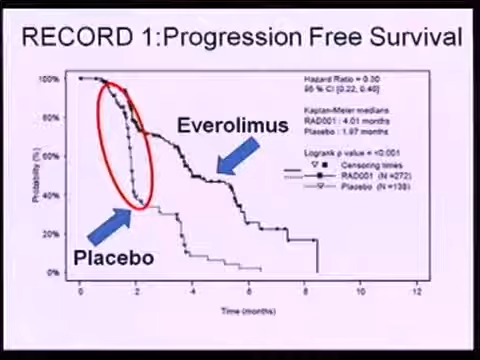 RECORD 1:Progression Free Survival
Hazard Ratio = 0.30
95 % CI [0.22, 0.40]
Kaplan-Meier medians
RAD001 : 4.01 months
Placebo : 1.87 months
Logrank p value = <0.001
Censoring times
RAD001 (N =272)
Placebo (N =138)
Everolimus
Placebo
Probability (%)
100%
80%
60%
40%
20%
0%
0 2 4 6 8 10 12
Time (months)